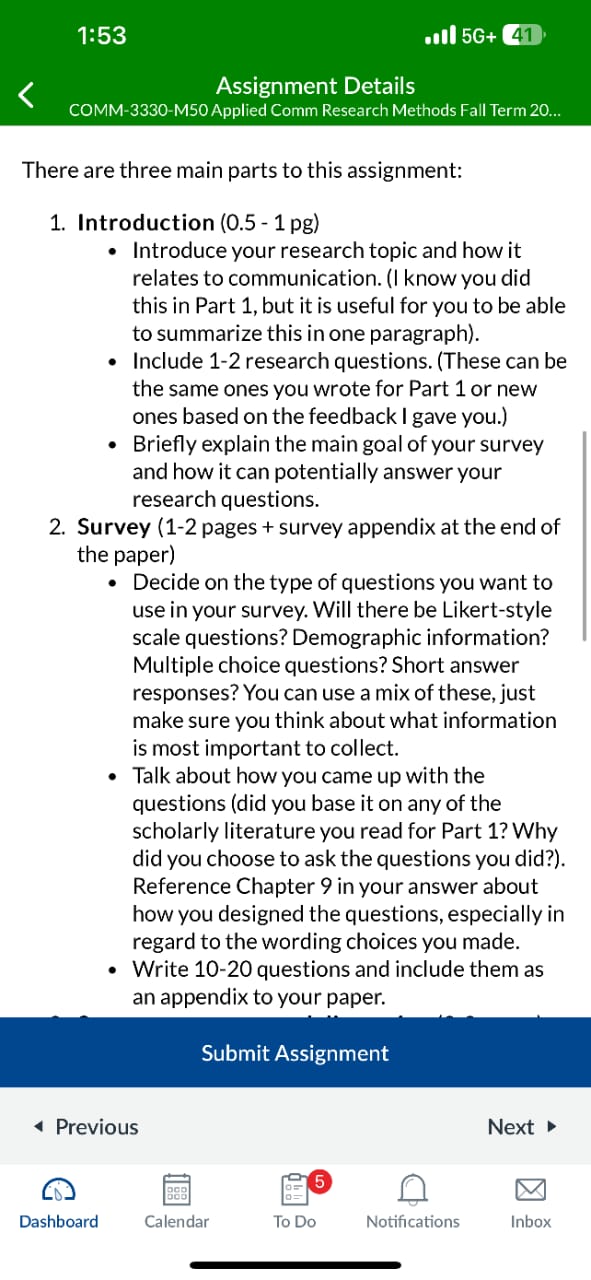 1:53
5G+ 41
Assignment Details
COMM-3330-M50 Applied Comm Research Methods Fall Term 20...
There are three main parts to this assignment:
1. Introduction (0.5 - 1 pg)
• Introduce your research topic and how it
relates to communication. (I know you did
this in Part 1, but it is useful for you to be able
to summarize this in one paragraph).
• Include 1-2 research questions. (These can be
the same ones you wrote for Part 1 or new
ones based on the feedback I gave you.)
• Briefly explain the main goal of your survey
and how it can potentially answer your
research questions.
2. Survey (1-2 pages + survey appendix at the end of
the paper)
• Decide on the type of questions you want to
use in your survey. Will there be Likert-style
scale questions? Demographic information?
Multiple choice questions? Short answer
responses? You can use a mix of these, just
make sure you think about what information
is most important to collect.
• Talk about how you came up with the
questions (did you base it on any of the
scholarly literature you read for Part 1? Why
did you choose to ask the questions you did?).
Reference Chapter 9 in your answer about
how you designed the questions, especially in
regard to the wording choices you made.
• Write 10-20 questions and include them as
an appendix to your paper.
Submit Assignment
Previous Next
5
Dashboard Calendar To Do Notifications Inbox